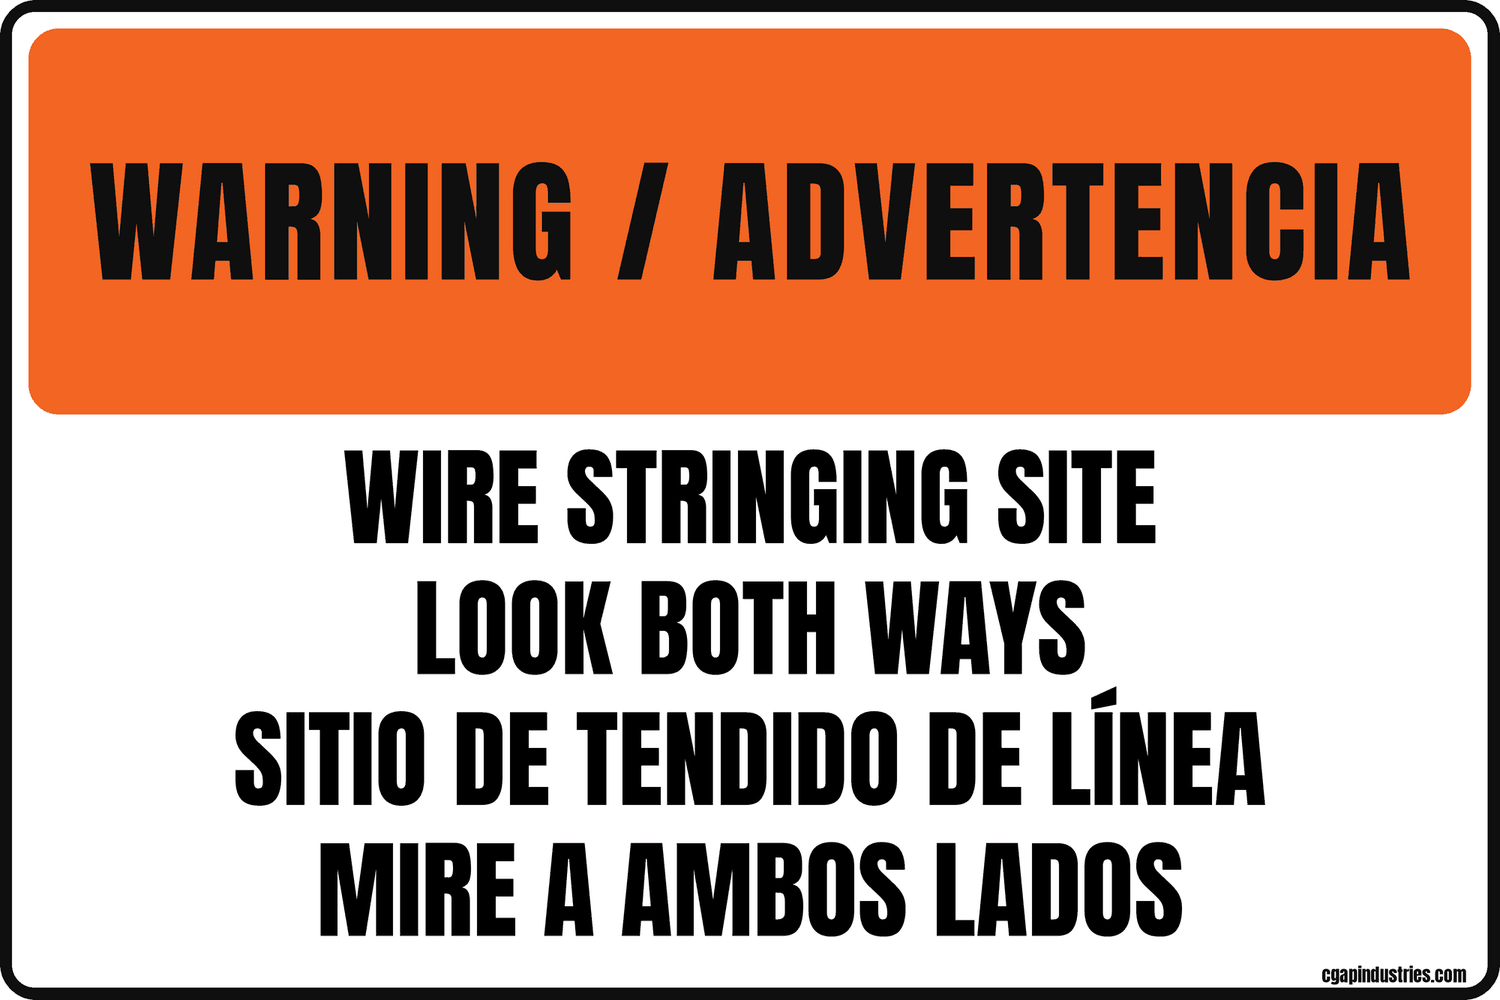 WARNING / ADVERTENCIA
WIRE STRINGING SITE
LOOK BOTH WAYS
SITIO DE TENDIDO DE LÍNEA
MIRE A AMBOS LADOS
cgapindustries.com